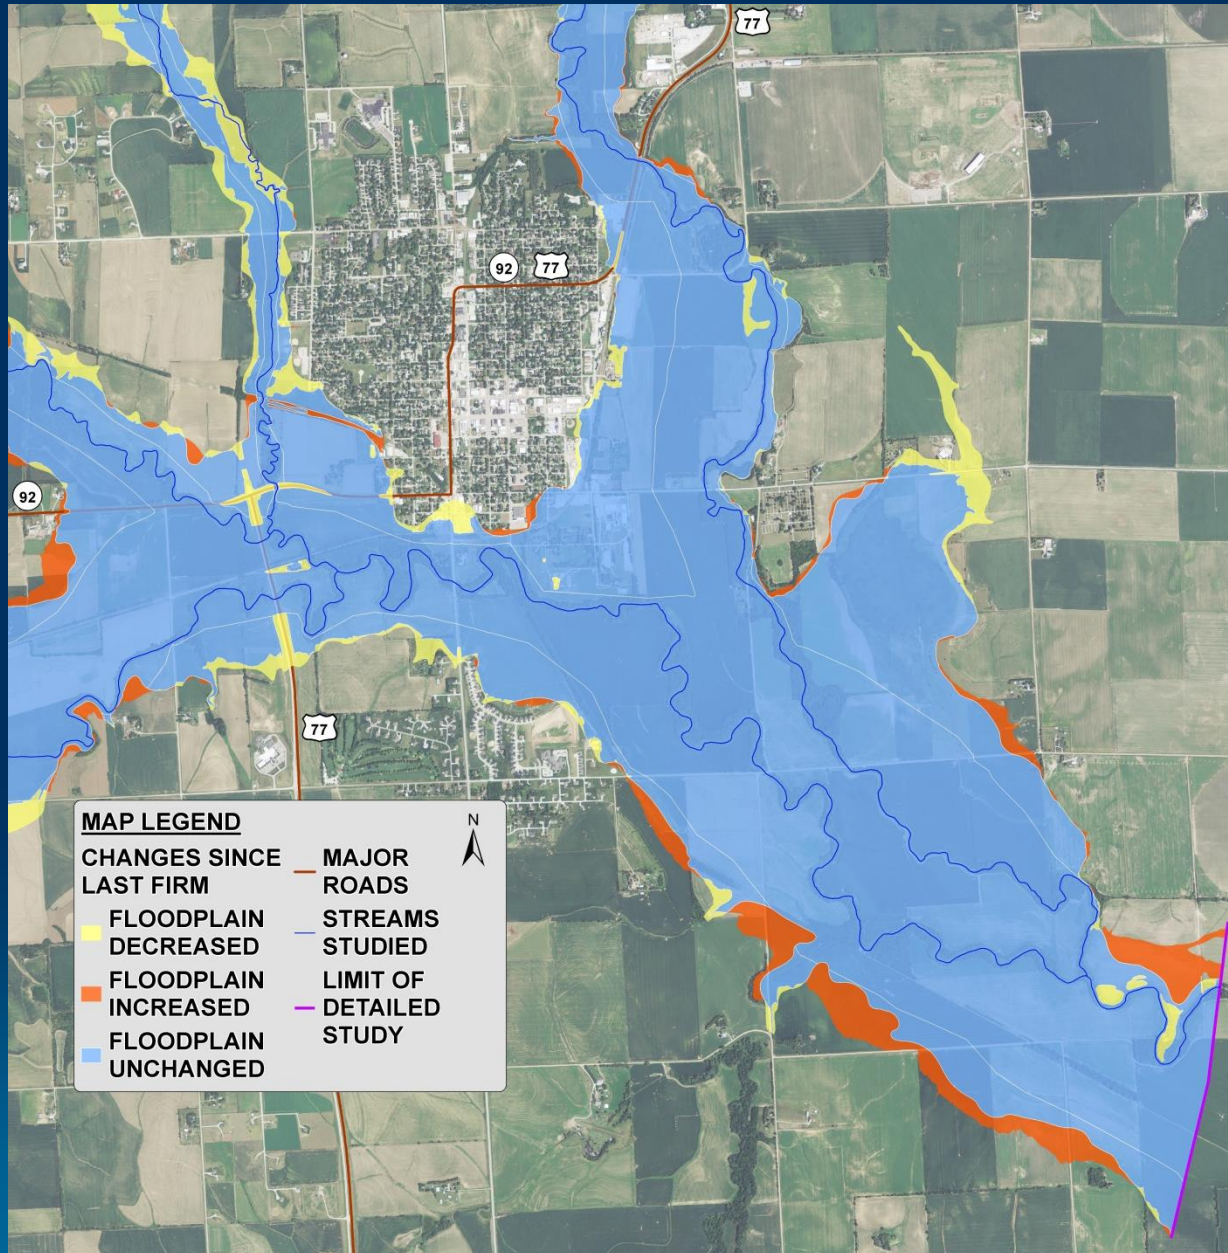 77
92 77
92
77
MAP LEGEND
N
CHANGES SINCE
LAST FIRM
FLOODPLAIN
DECREASED
FLOODPLAIN
INCREASED
FLOODPLAIN
UNCHANGED
MAJOR
ROADS
STREAMS
STUDIED
LIMIT OF
DETAILED
STUDY